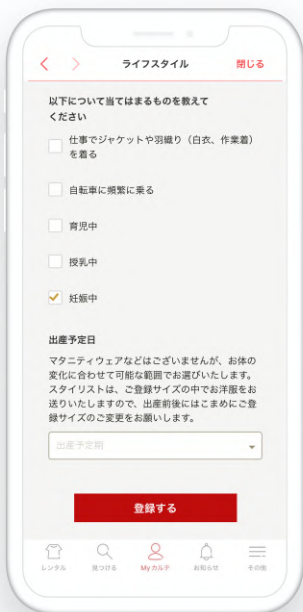 ライフスタイル
閉じる
以下について当てはまるものを教えて
ください
仕事でジャケットや羽織り（白衣、作業着）
を着る
自転車に頻繁に乗る
育児中
授乳中
妊娠中
出産予定日
マタニティウェアなどはございませんが、お体の
変化に合わせて可能な範囲でお選びいたします。
スタイリストは、ご登録サイズの中でお洋服をお
送りいたしますので、出産前後にはこまめにご登
録サイズのご変更をお願いします。
出産予定期
登録する
レンタル
見つける
Myカルテ
お知らせ
その他